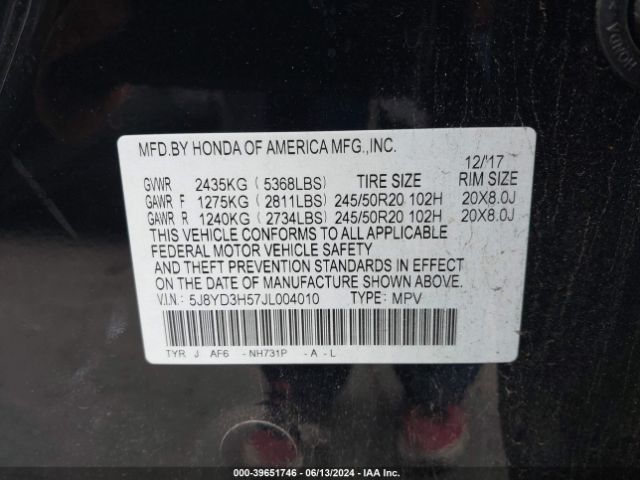 MFD.BY HONDA OF AMERICA MFG.,INC.
12/'17
GVWR 2435KG ( 5368LBS) TIRE SIZE RIM SIZE
GAWR F 1275KG ( 2811LBS) 245/50R20 102H 20X8.0J
GAWR R 1240KG ( 2734LBS) 245/50R20 102H 20X8.0J
THIS VEHICLE CONFORMS TO ALL APPLICABLE
FEDERAL MOTOR VEHICLE SAFETY
AND THEFT PREVENTION STANDARDS IN EFFECT
ON THE DATE OF MANUFACTURE SHOWN ABOVE.
V.I.N.: 5J8YD3H57JL004010 TYPE: MPV
TYR J AF6 -NH731P -A-L
000-39651746 - 06/13/2024 - IAA Inc.